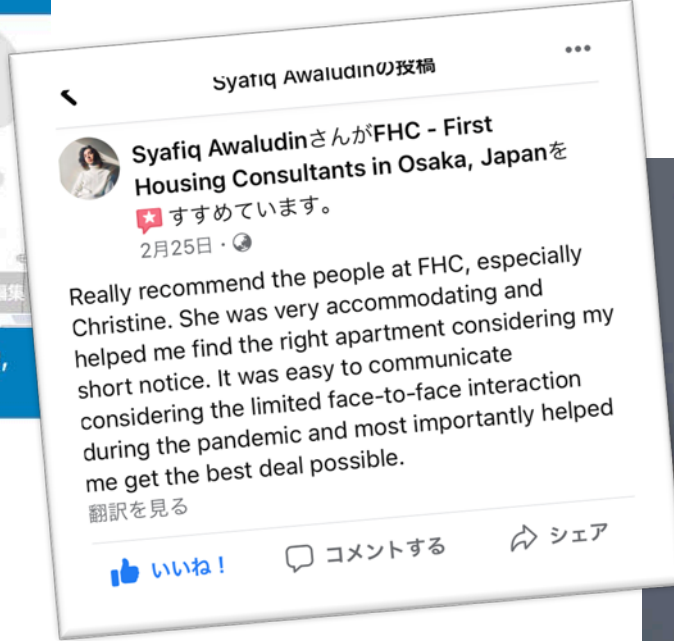 Syafiq Awaludinの投稿
Syafiq AwaludinさんがFHC - First
Housing Consultants in Osaka, Japanを
すすめています。
2月25日 ·
Really recommend the people at FHC, especially
Christine. She was very accommodating and
helped me find the right apartment considering my
short notice. It was easy to communicate
considering the limited face-to-face interaction
during the pandemic and most importantly helped
me get the best deal possible.
翻訳を見る
いいね！ コメントする シェア